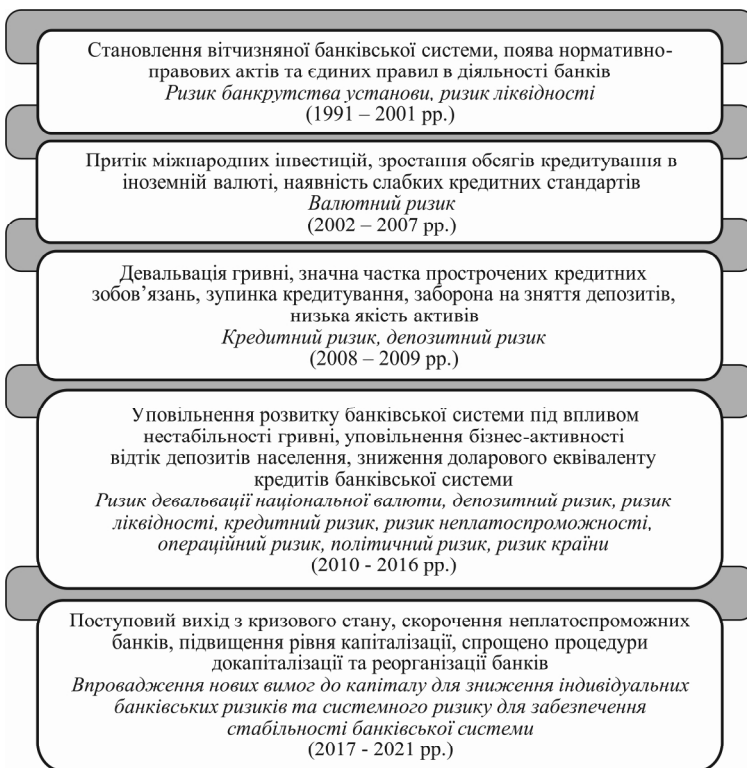 Становлення вітчизняної банківської системи, поява нормативно-
правових актів та єдиних правил в діяльності банків
Ризик банкрутства установи, ризик ліквідності
(1991 – 2001 рр.)
Притік міжнародних інвестицій, зростання обсягів кредитування в
іноземній валюті, наявність слабких кредитних стандартів
Валютний ризик
(2002 – 2007 рр.)
Девальвація гривні, значна частка прострочених кредитних
зобов’язань, зупинка кредитування, заборона на зняття депозитів,
низька якість активів
Кредитний ризик, депозитний ризик
(2008 – 2009 рр.)
Уповільнення розвитку банківської системи під впливом
нестабільності гривні, уповільнення бізнес-активності
відтік депозитів населення, зниження доларового еквіваленту
кредитів банківської системи
Ризик девальвації національної валюти, депозитний ризик, ризик
ліквідності, кредитний ризик, ризик неплатоспроможності,
операційний ризик, політичний ризик, ризик країни
(2010 - 2016 рр.)
Поступовий вихід з кризового стану, скорочення неплатоспроможних
банків, підвищення рівня капіталізації, спрощено процедури
докапіталізації та реорганізації банків
Впровадження нових вимог до капіталу для зниження індивідуальних
банківських ризиків та системного ризику для забезпечення
стабільності банківської системи
(2017 - 2021 рр.)